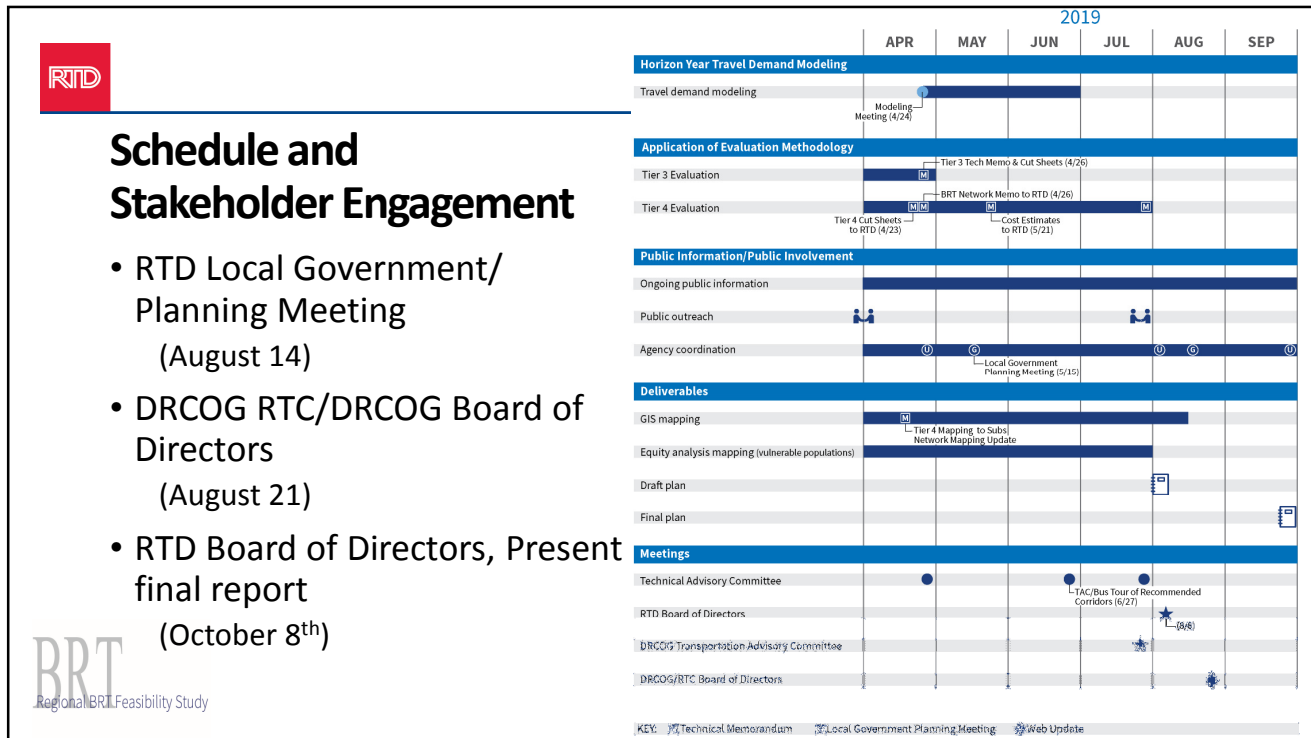 RTD
Schedule and
Stakeholder Engagement
• RTD Local Government/
Planning Meeting
(August 14)
• DRCOG RTC/DRCOG Board of
Directors
(August 21)
• RTD Board of Directors, Present
final report
(October 8th)
BRT
Regional BRT Feasibility Study
2019
APR MAY JUN JUL AUG SEP
Horizon Year Travel Demand Modeling
Travel demand modeling
Modeling
Meeting (4/24)
Application of Evaluation Methodology
Tier 3 Tech Memo & Cut Sheets (4/26)
Tier 3 Evaluation
M
BRT Network Memo to RTD (4/26)
Tier 4 Evaluation
M M M M
Tier 4 Cut Sheets
to RTD (4/23)
Cost Estimates
to RTD (5/21)
Public Information/Public Involvement
Ongoing public information
Public outreach
Agency coordination
U G U G U
Local Government
Planning Meeting (5/15)
Deliverables
GIS mapping
M
Tier 4 Mapping to Subs
Network Mapping Update
Equity analysis mapping (vulnerable populations)
Draft plan
Final plan
Meetings
Technical Advisory Committee
TAC/Bus Tour of Recommended
Corridors (6/27)
RTD Board of Directors
(8/6)
DRCOG Transportation Advisory Committee
DRCOG/RTC Board of Directors
KEY: Technical Memorandum Local Government Planning Meeting Web Update